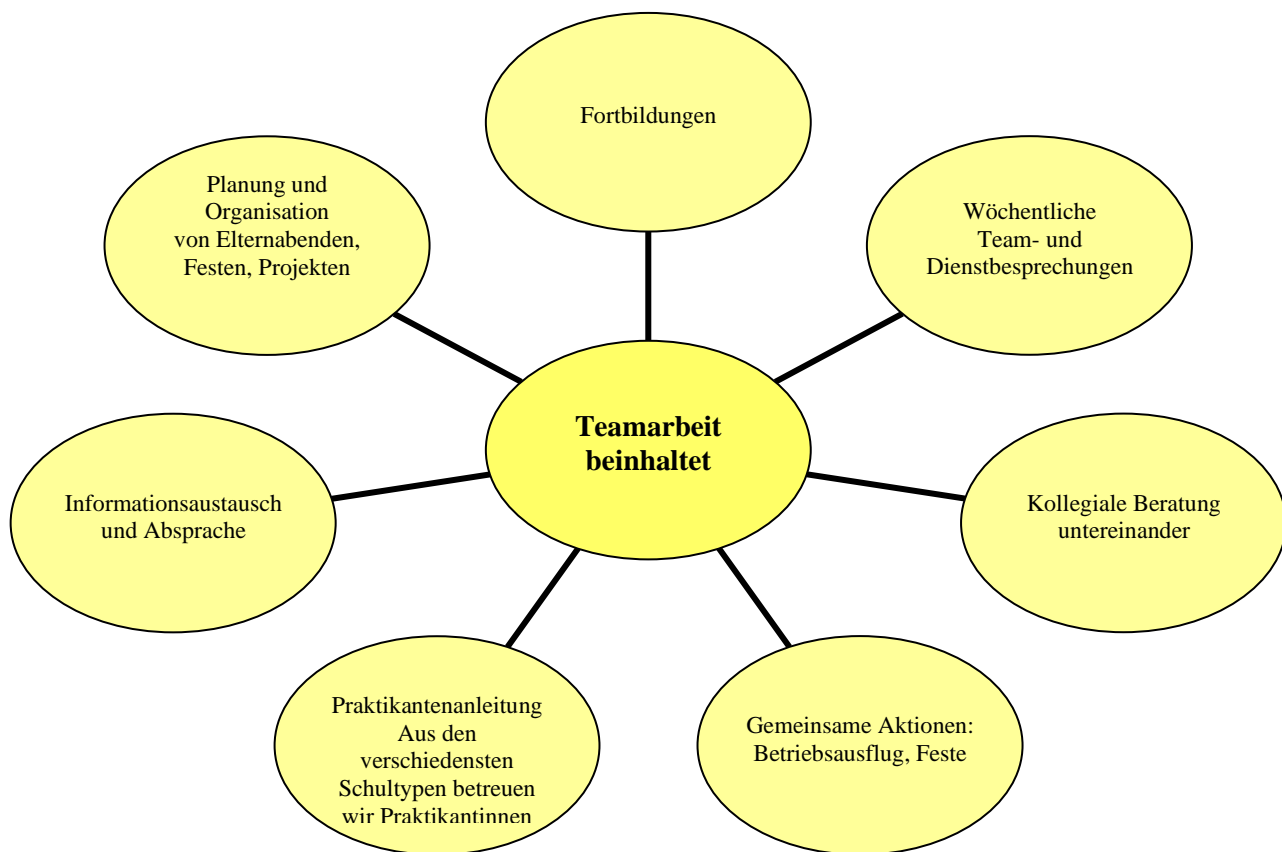 Fortbildungen
Planung und
Organisation
von Elternabenden,
Festen, Projekten
Wöchentliche
Team- und
Dienstbesprechungen
Teamarbeit
beinhaltet
Informationsaustausch
und Absprache
Kollegiale Beratung
untereinander
Praktikantenanleitung
Aus den
verschiedensten
Schultypen betreuen
wir Praktikantinnen
Gemeinsame Aktionen:
Betriebsausflug, Feste